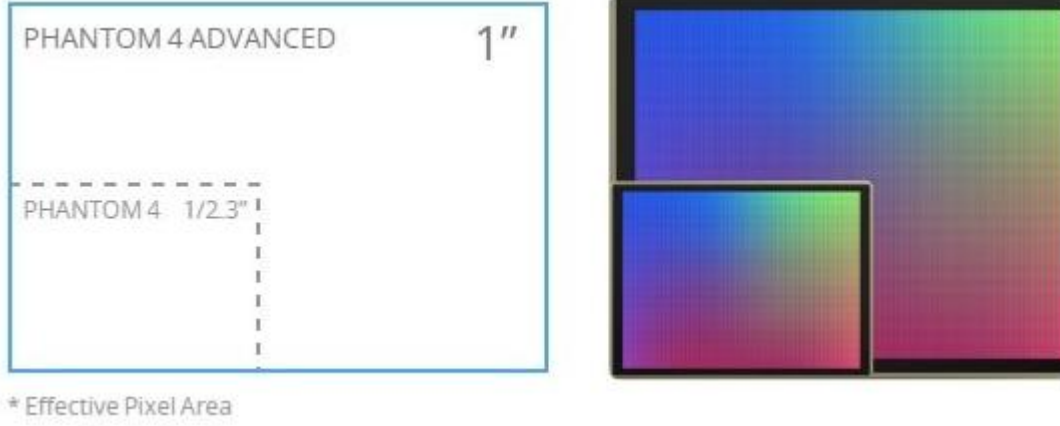 PHANTOM 4 ADVANCED 1”
PHANTOM 4 1/2.3”
* Effective Pixel Area